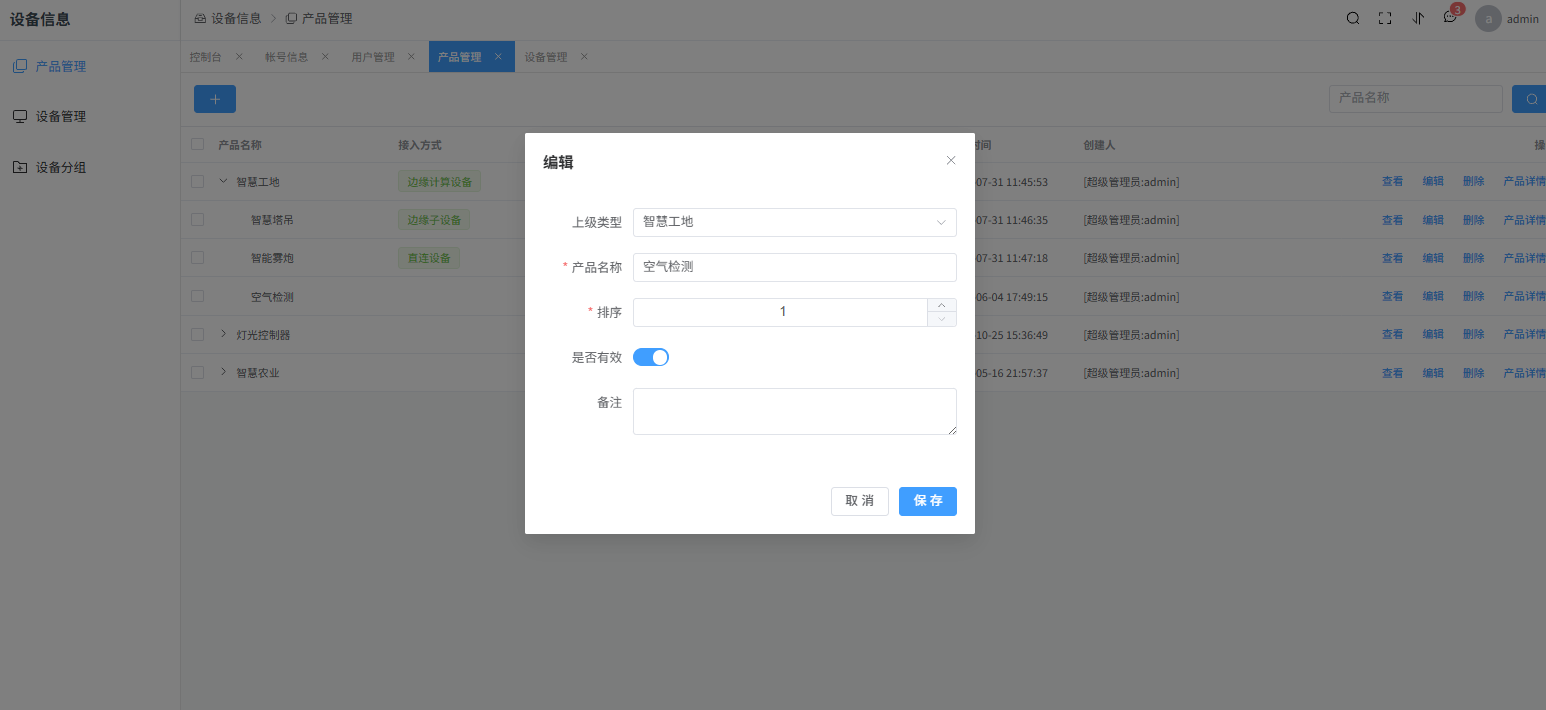 设备信息
设备信息 > 产品管理
3
a
admin
产品管理
设备管理
设备分组
控制台 帐号信息 用户管理 产品管理 设备管理
产品名称
产品名称 接入方式 时间 创建人
智慧工地 边缘计算设备 07-31 11:45:53 [超级管理员:admin] 查看 编辑 删除 产品详情
智慧塔吊 边缘子设备 07-31 11:46:35 [超级管理员:admin] 查看 编辑 删除 产品详情
智能雾炮 直连设备 07-31 11:47:18 [超级管理员:admin] 查看 编辑 删除 产品详情
空气检测 06-04 17:49:15 [超级管理员:admin] 查看 编辑 删除 产品详情
灯光控制器 10-25 15:36:49 [超级管理员:admin] 查看 编辑 删除 产品详情
智慧农业 05-16 21:57:37 [超级管理员:admin] 查看 编辑 删除 产品详情
编辑
上级类型 智慧工地
* 产品名称 空气检测
* 排序 1
是否有效
备注
取 消 保 存